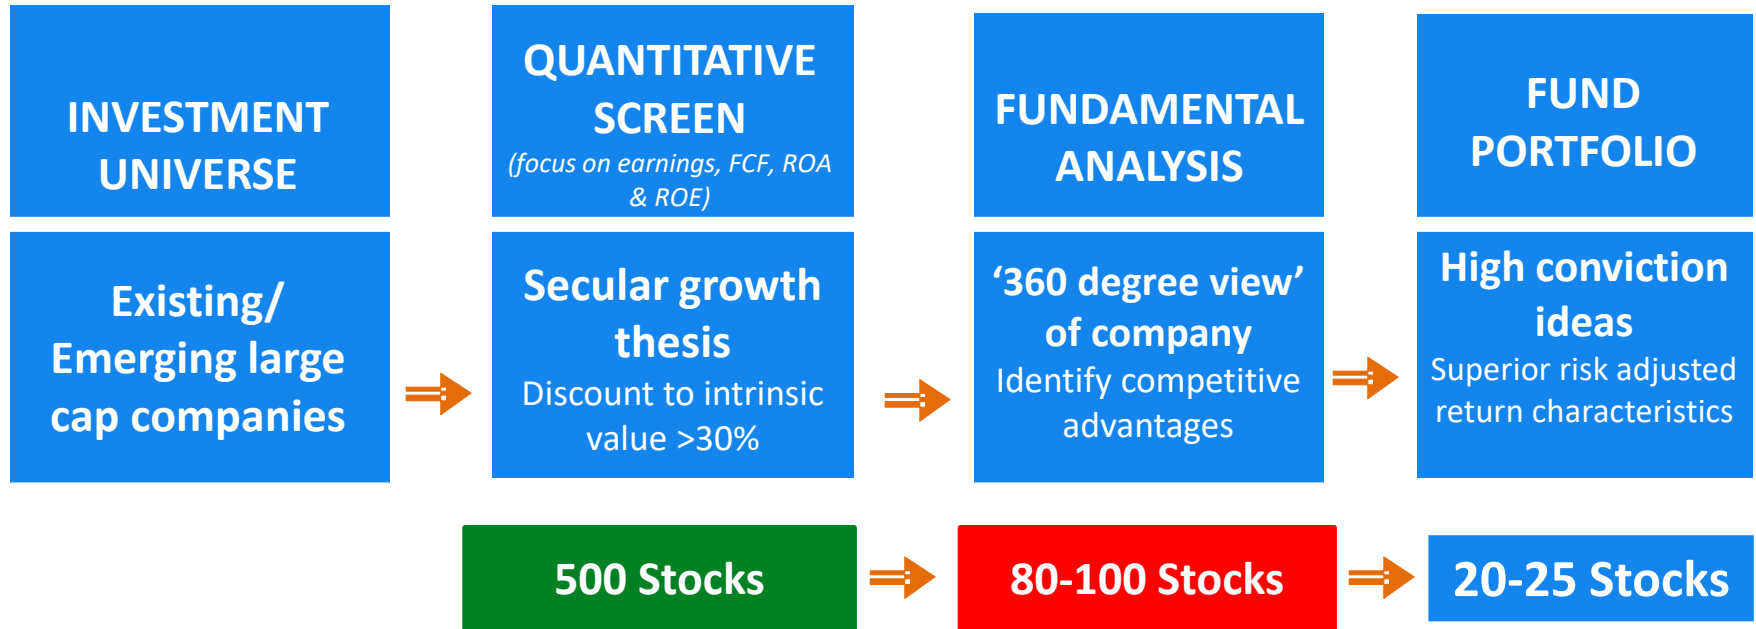 INVESTMENT
UNIVERSE
QUANTITATIVE
SCREEN
(focus on earnings, FCF, ROA
& ROE)
FUNDAMENTAL
ANALYSIS
FUND
PORTFOLIO
Existing/
Emerging large
cap companies
Secular growth
thesis
Discount to intrinsic
value >30%
‘360 degree view’
of company
Identify competitive
advantages
High conviction
ideas
Superior risk adjusted
return characteristics
500 Stocks
80-100 Stocks
20-25 Stocks